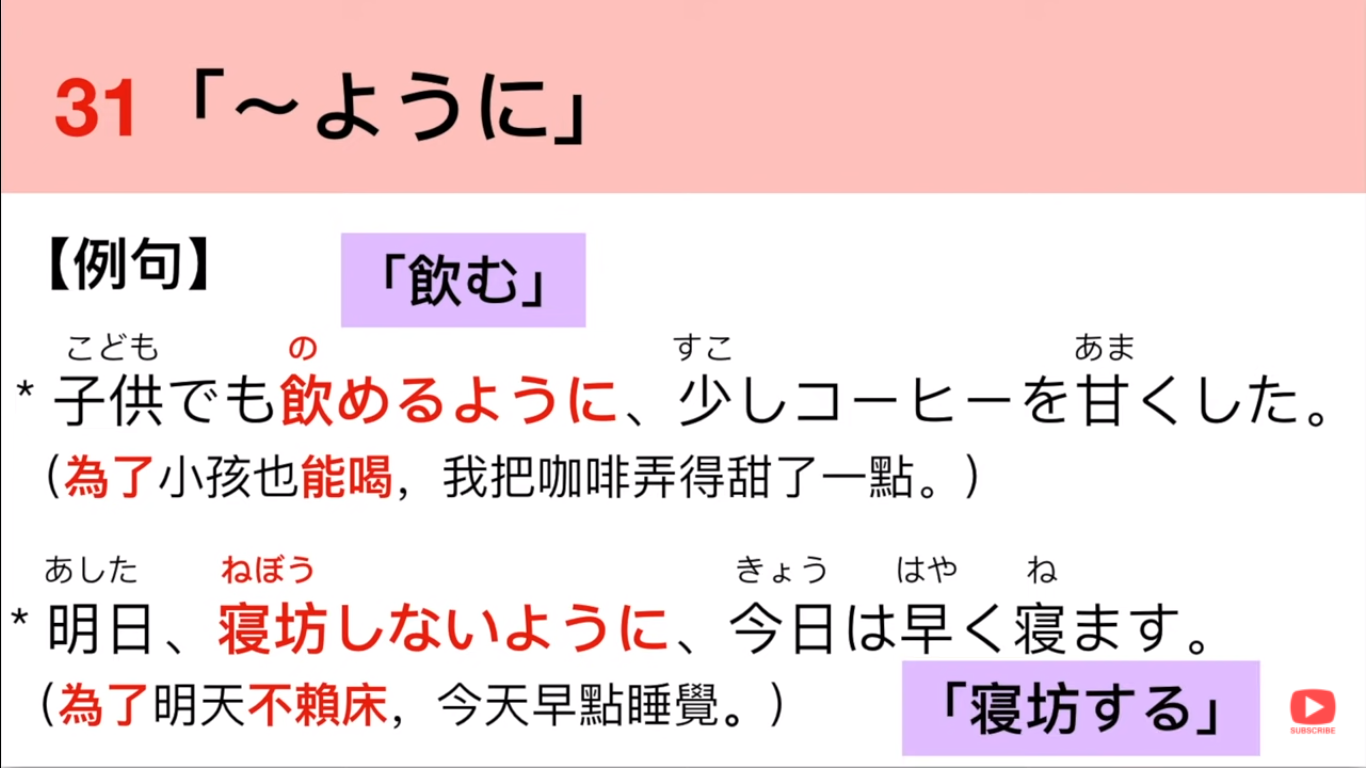 31「～ように」
【例句】
「飲む」
こども の すこ あま
* 子供でも飲めるように、少しコーヒーを甘くした。
（為了小孩也能喝，我把咖啡弄得甜了一點。）
あした ねぼう きょう はや ね
* 明日、寝坊しないように、今日は早く寝ます。
（為了明天不賴床，今天早點睡覺。）
「寝坊する」
SUBSCRIBE